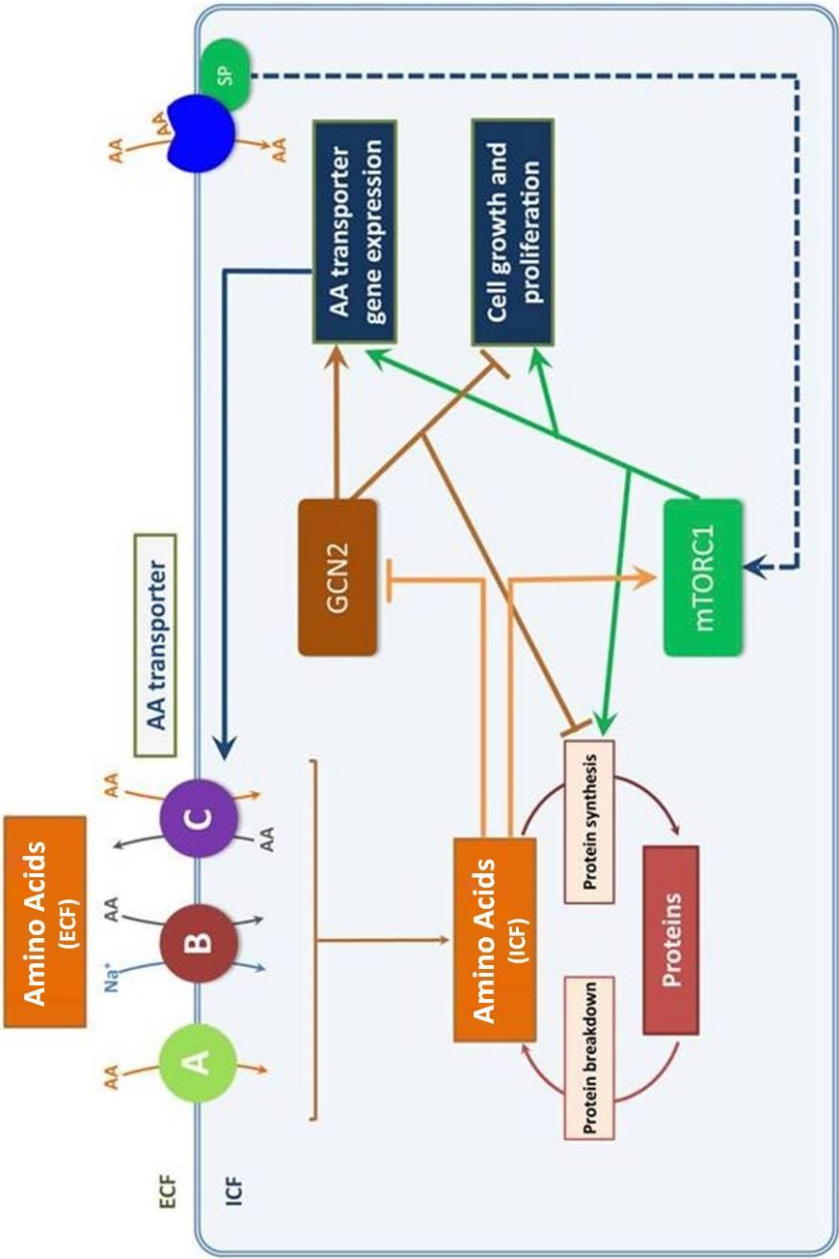 Amino Acids
(ECF)
AA transporter
AA
Na⁺
AA
AA
AA
AA
AA
A
B
C
AA
SP
ECF
ICF
GCN2
AA transporter
gene expression
Amino Acids
(ICF)
Cell growth and
proliferation
Protein breakdown
Protein synthesis
Proteins
mTORC1